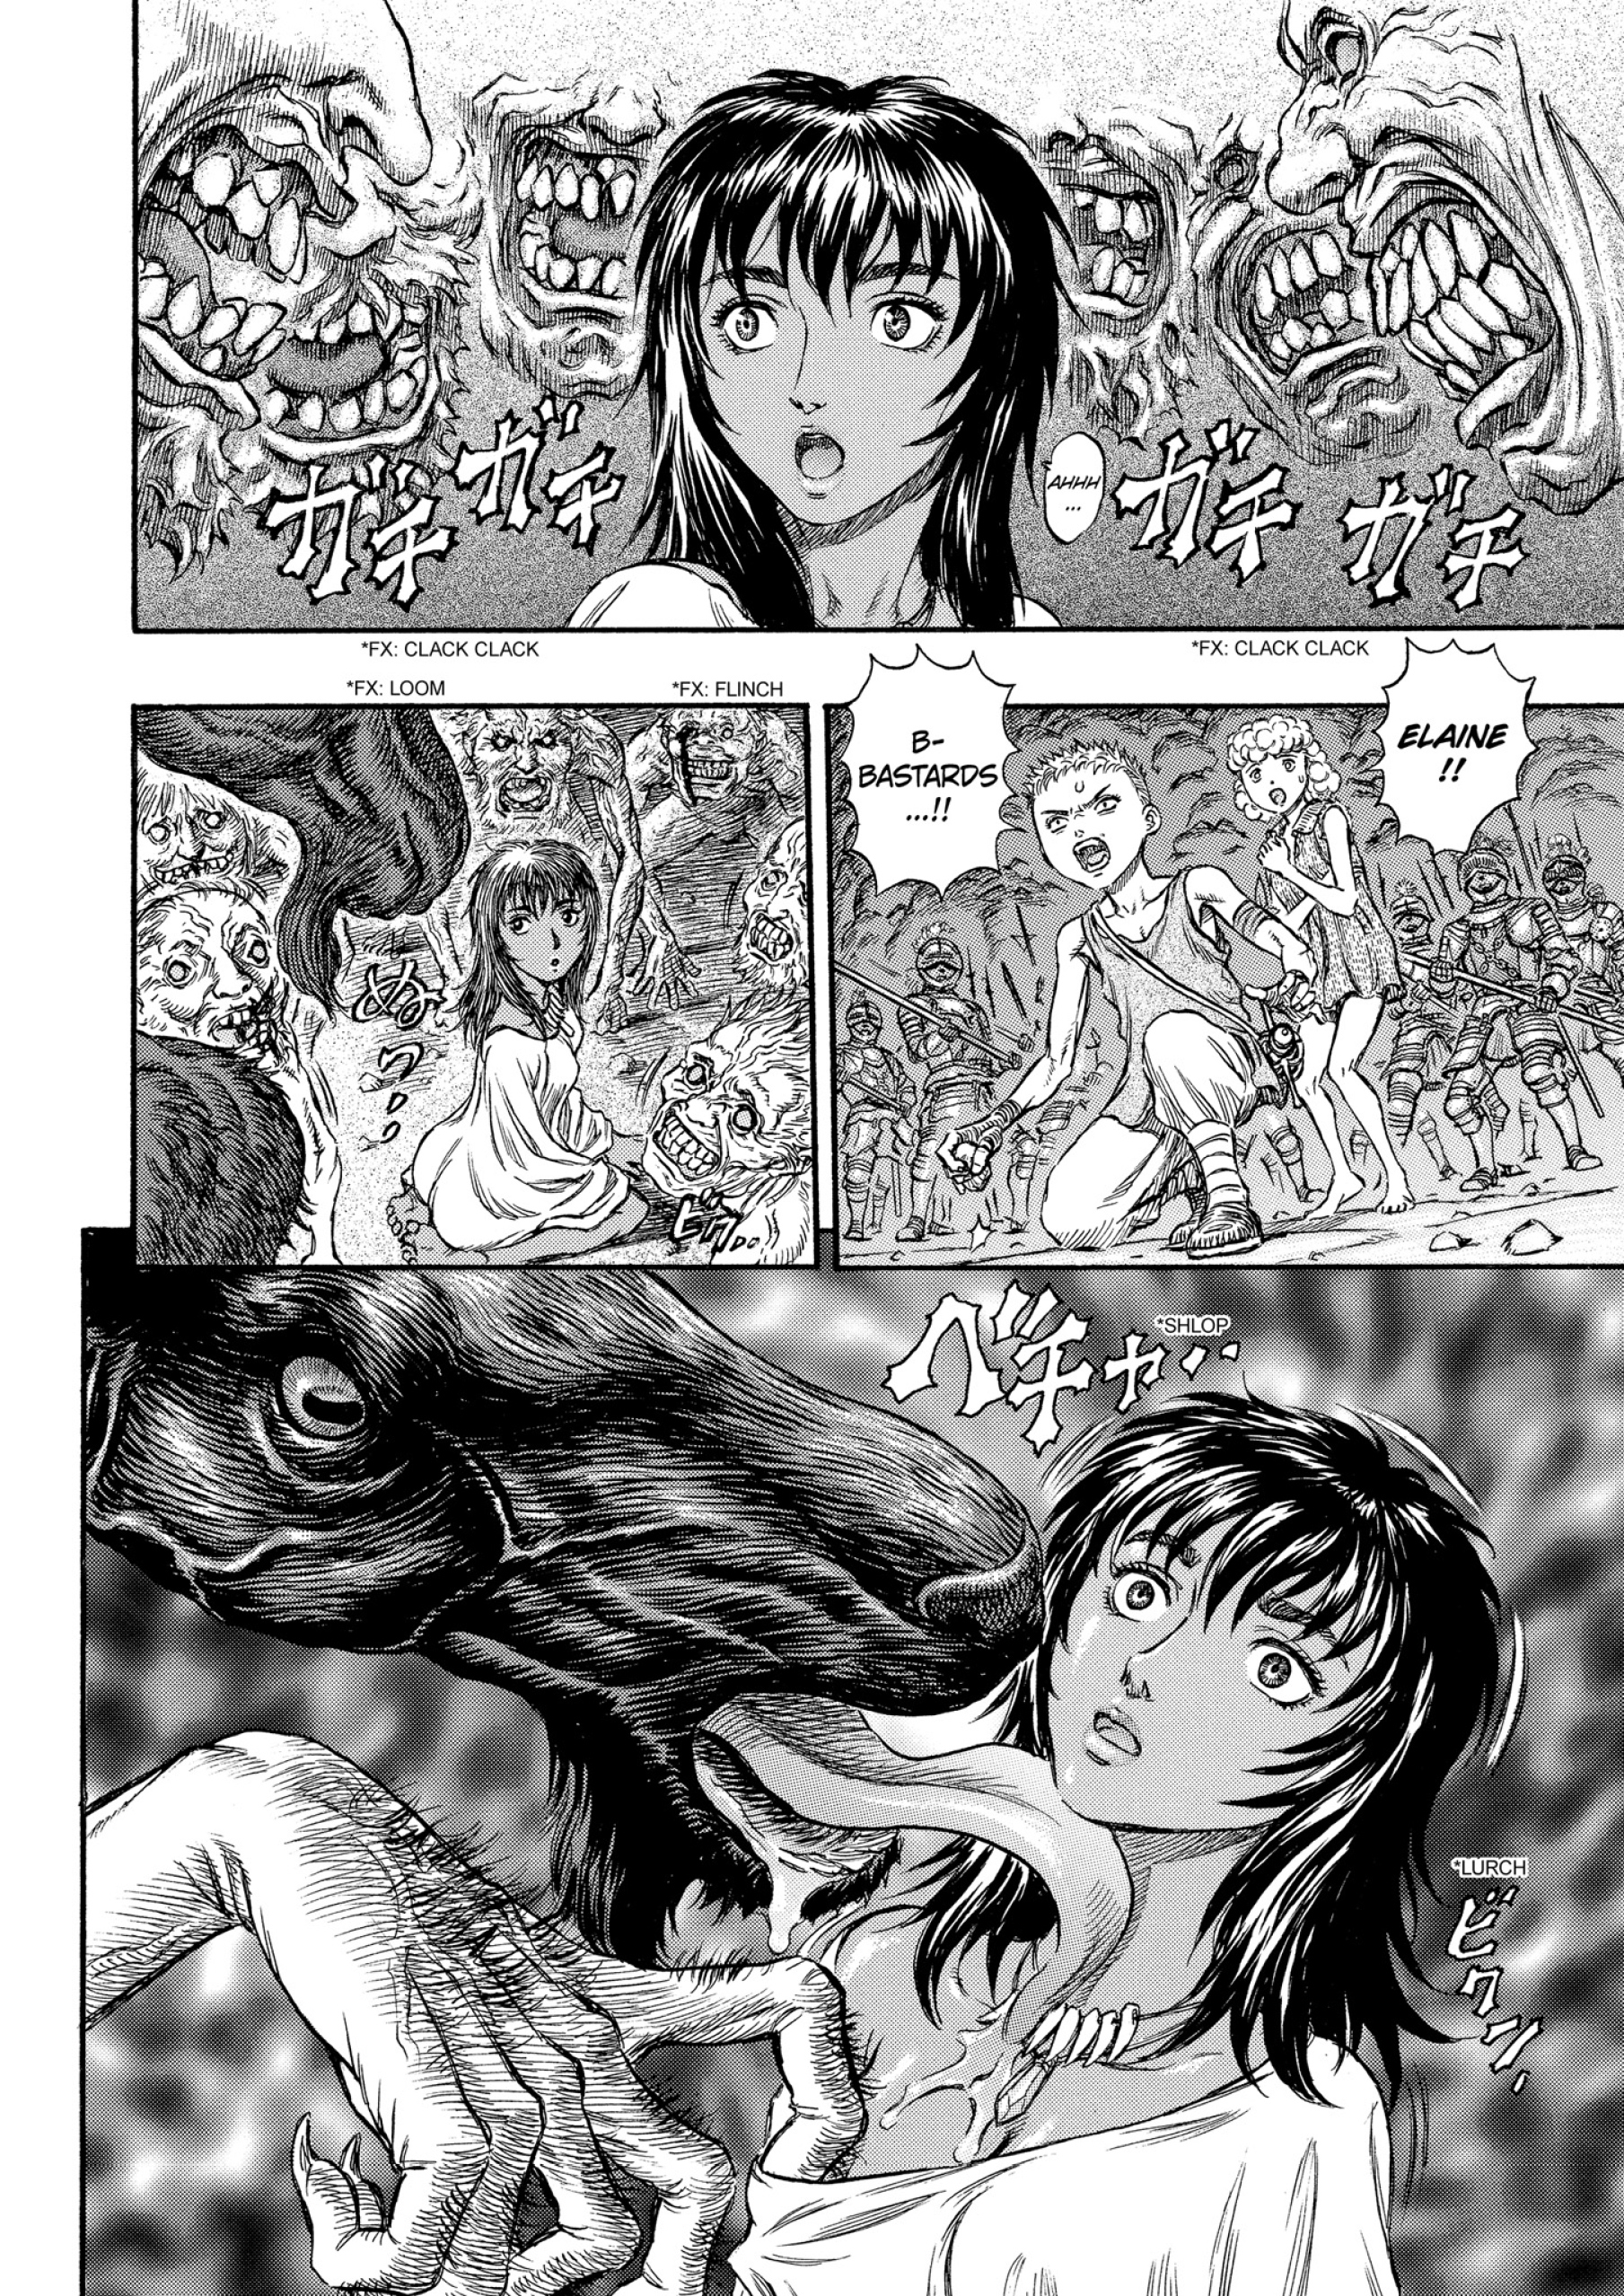 AHHH
...
ガチ
ガチ
ガチ
ガチ
*FX: CLACK CLACK
*FX: CLACK CLACK
ELAINE
!!
B-
BASTARDS
...!!
*FX: FLINCH
*FX: LOOM
ぬウッ
ビクッ..
*SHLOP
ベチャ..
*LURCH
ビクン